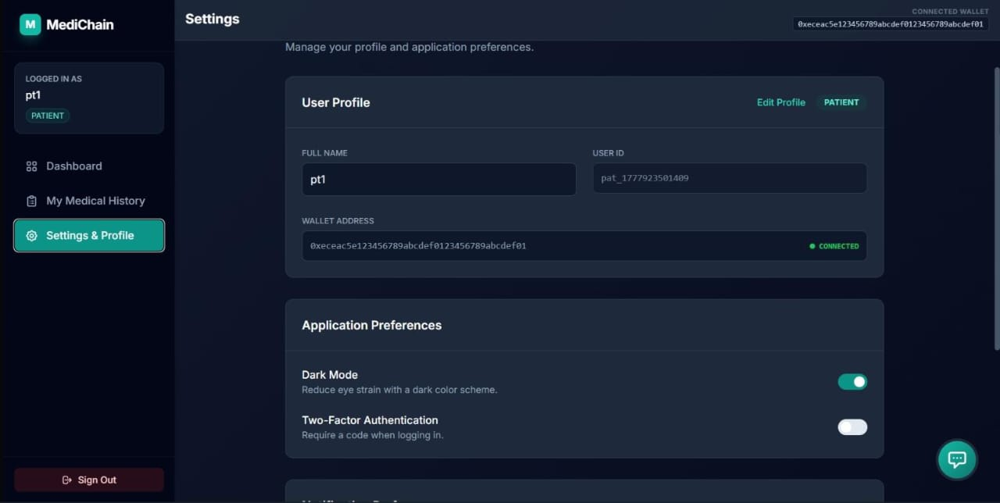 M MediChain
LOGGED IN AS
pt1
PATIENT
Dashboard
My Medical History
Settings & Profile
Sign Out
Settings
CONNECTED WALLET
0xeceac5e123456789abcdef0123456789abcdef01
Manage your profile and application preferences.
User Profile
Edit Profile
PATIENT
FULL NAME
pt1
USER ID
pat_1777923501409
WALLET ADDRESS
0xeceac5e123456789abcdef0123456789abcdef01
CONNECTED
Application Preferences
Dark Mode
Reduce eye strain with a dark color scheme.
Two-Factor Authentication
Require a code when logging in.